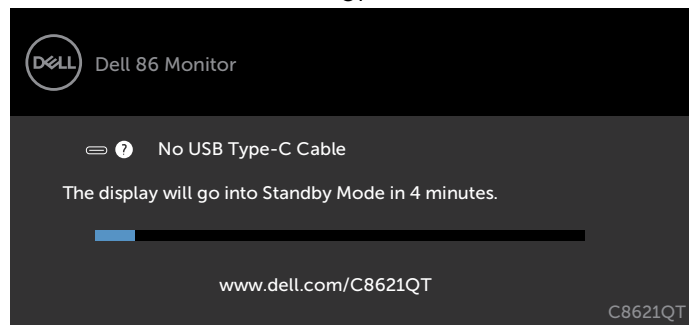 DELL Dell 86 Monitor
? No USB Type-C Cable
The display will go into Standby Mode in 4 minutes.
www.dell.com/C8621QT
C8621QT